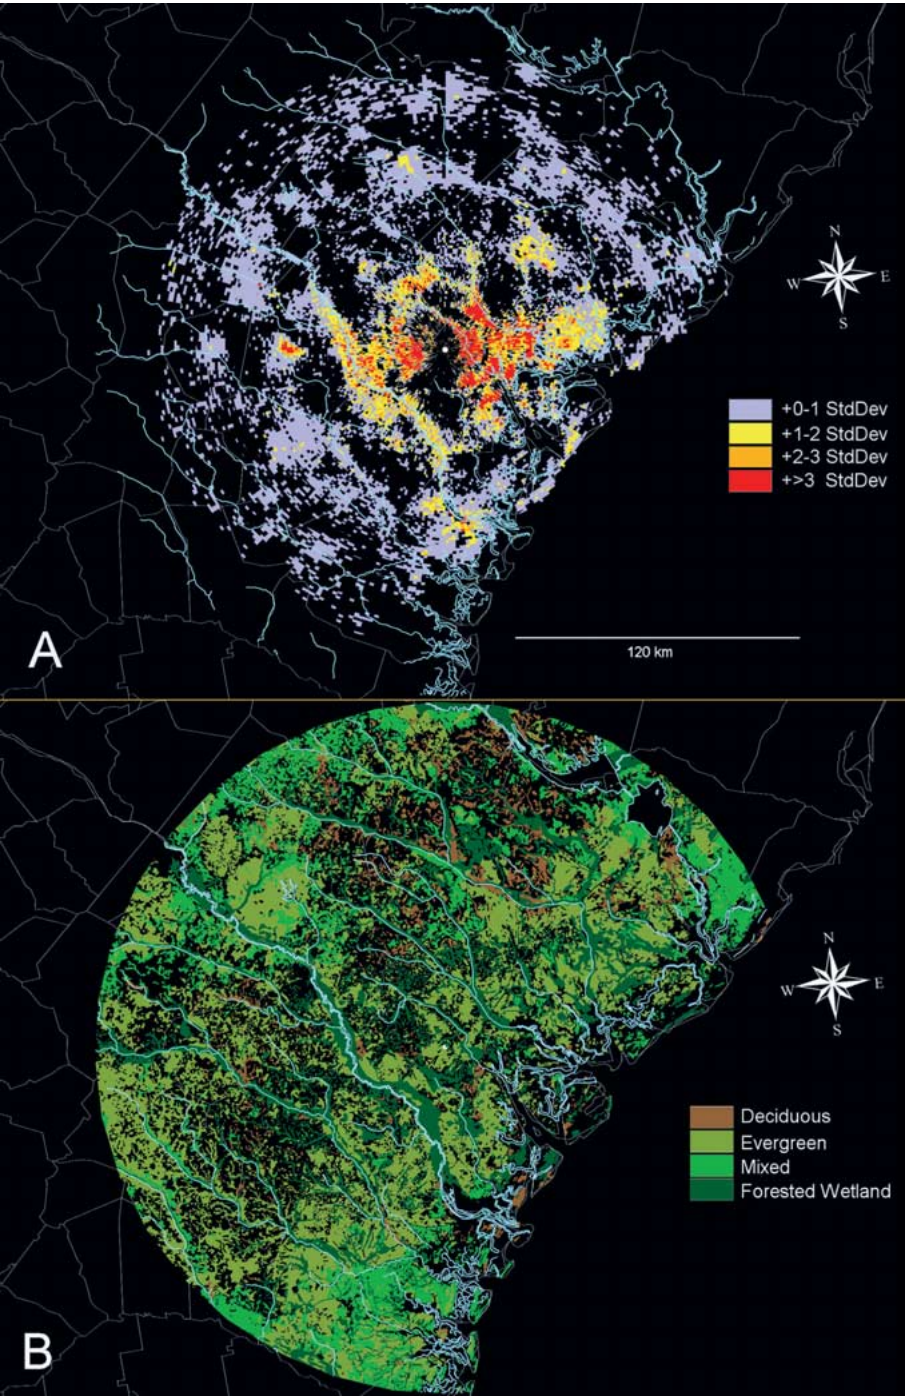 N
W E
S
+0-1 StdDev
+1-2 StdDev
+2-3 StdDev
+>3 StdDev
A
120 km
N
W E
S
Deciduous
Evergreen
Mixed
Forested Wetland
B